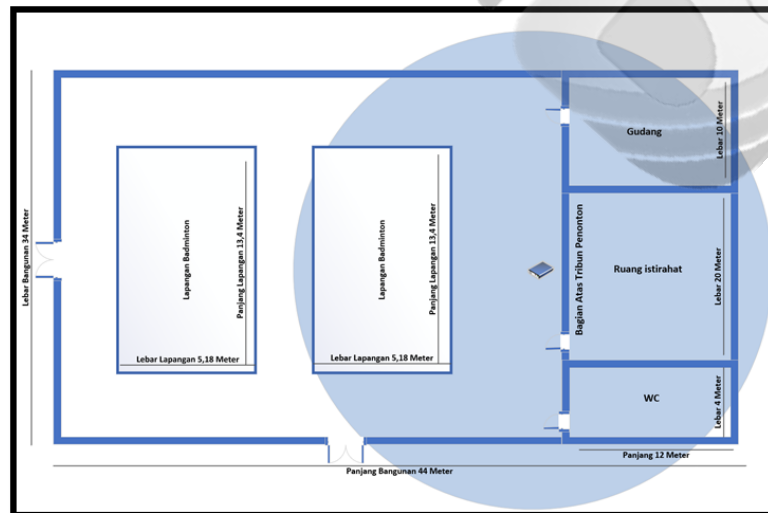 Gudang
Lebar 10 Meter
Lebar Bangunan 34 Meter
Lapangan Badminton
Panjang Lapangan 13,4 Meter
Lebar Lapangan 5,18 Meter
Lapangan Badminton
Panjang Lapangan 13,4 Meter
Lebar Lapangan 5,18 Meter
Bagian Atas Tribun Penonton
Ruang istirahat
Lebar 20 Meter
WC
Lebar 4 Meter
Panjang 12 Meter
Panjang Bangunan 44 Meter